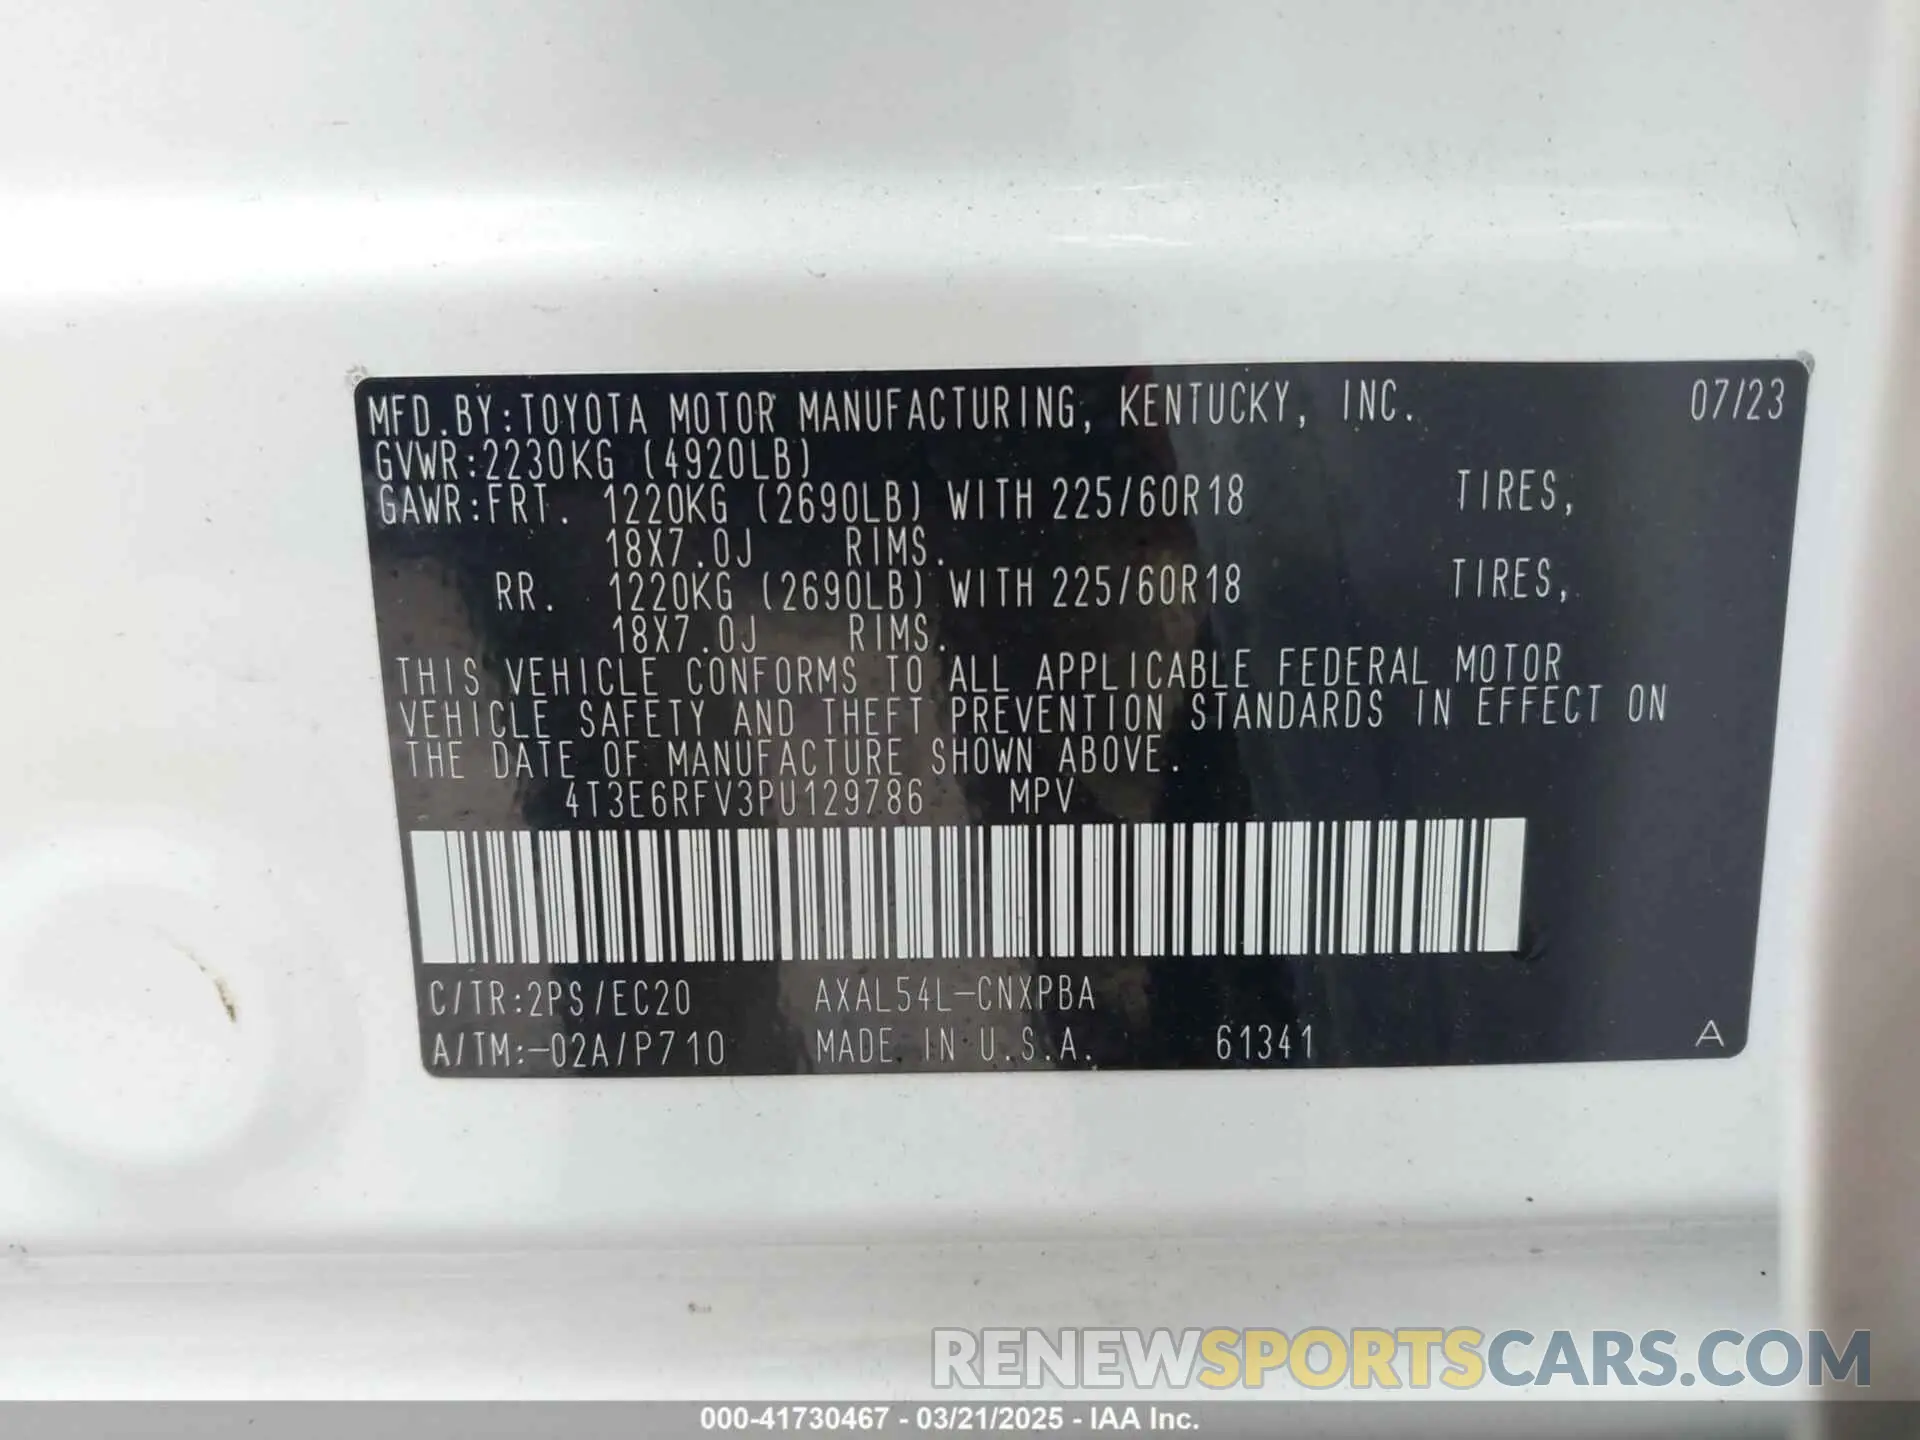 MFD.BY:TOYOTA MOTOR MANUFACTURING, KENTUCKY, INC. 07/23
GVWR:2230KG (4920LB)
GAWR:FRT. 1220KG (2690LB) WITH 225/60R18 TIRES,
18X7.0J RIMS.
RR. 1220KG (2690LB) WITH 225/60R18 TIRES,
18X7.0J RIMS.
THIS VEHICLE CONFORMS TO ALL APPLICABLE FEDERAL MOTOR
VEHICLE SAFETY AND THEFT PREVENTION STANDARDS IN EFFECT ON
THE DATE OF MANUFACTURE SHOWN ABOVE.
4T3E6RFV3PU129786 MPV
C/TR:2PS/EC20 AXAL54L-CNXPBA
A/TM:-02A/P710 MADE IN U.S.A. 61341 A
RENEWSPORTSCARS.COM
000-41730467 - 03/21/2025 - IAA Inc.